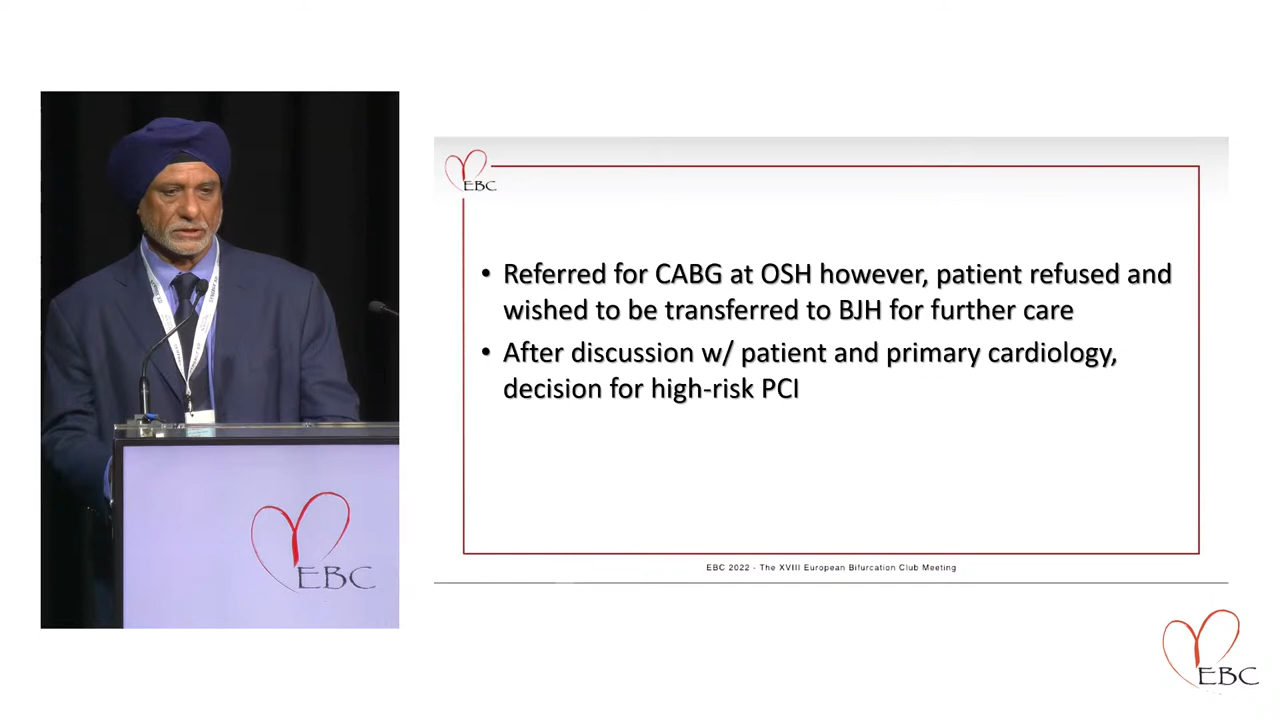 EBC
• Referred for CABG at OSH however, patient refused and
wished to be transferred to BJH for further care
• After discussion w/ patient and primary cardiology,
decision for high-risk PCI
EBC 2022 - The XVIII European Bifurcation Club Meeting
EBC
EBC